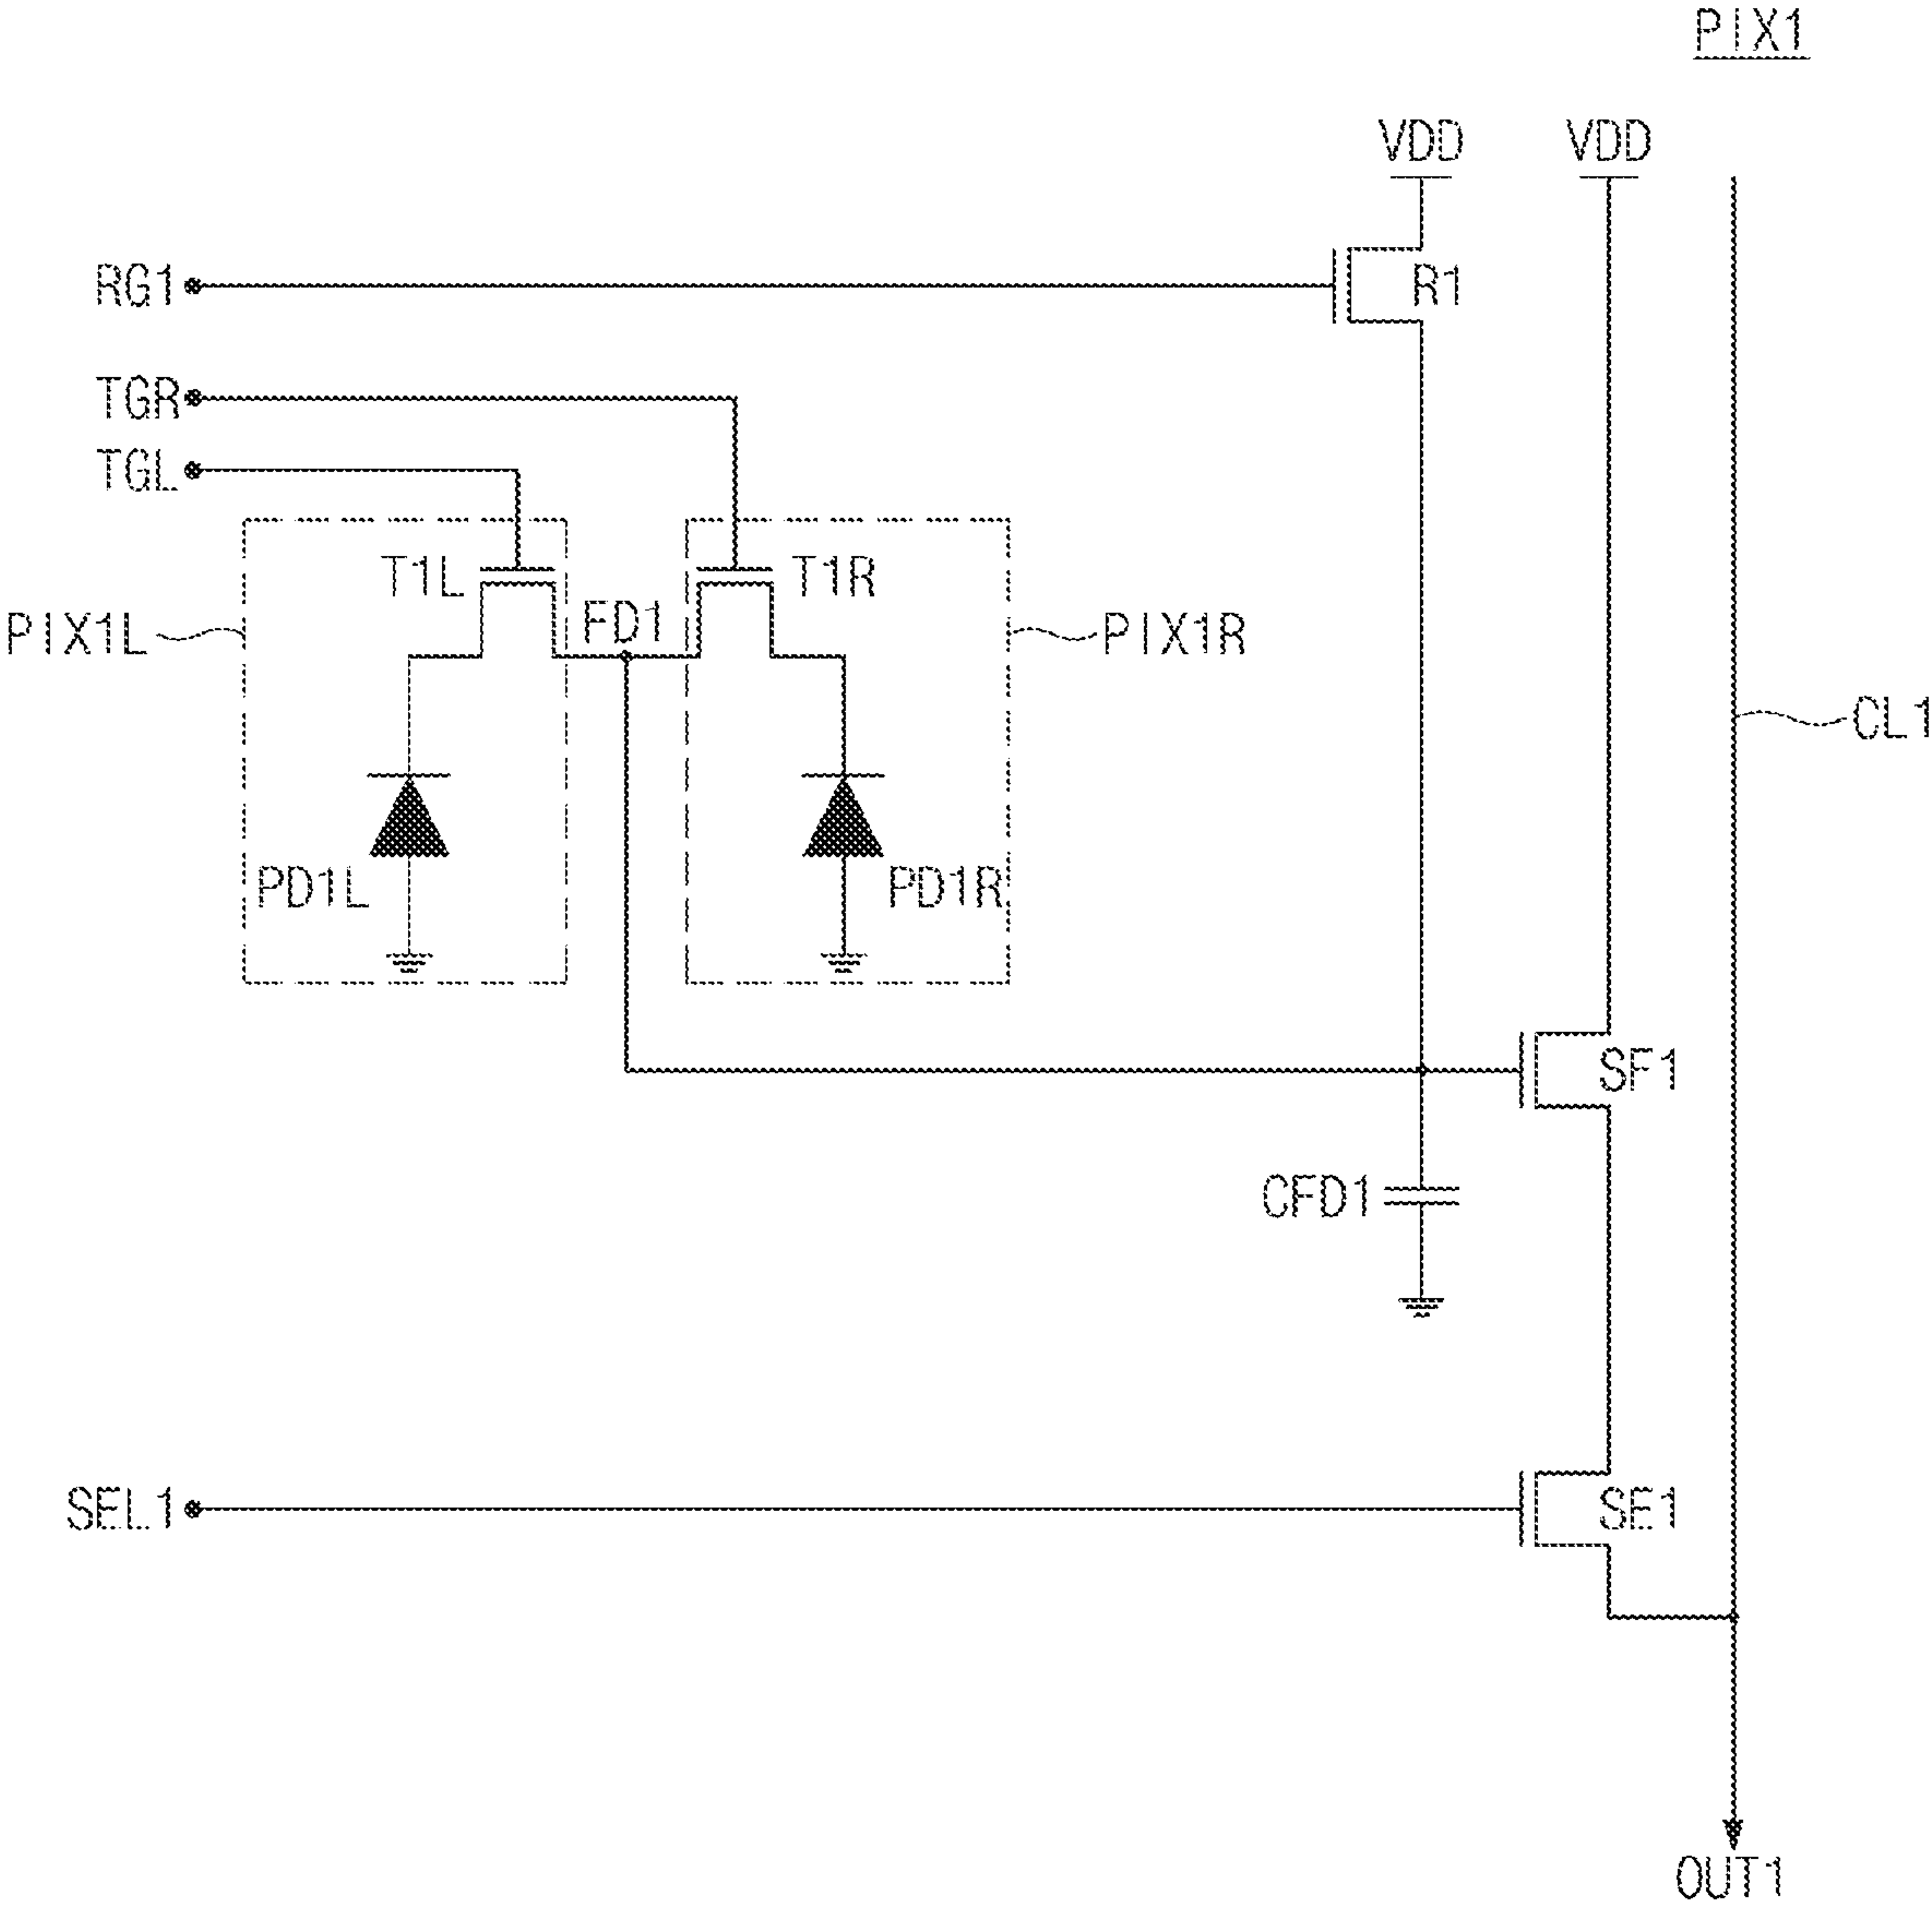 PIX1
VDD VDD
RG1
R1
TGR
TGL
T1L
T1R
FD1
PIX1L
PIX1R
CL1
PD1L
PD1R
SF1
CFD1
SEL1
SE1
OUT1